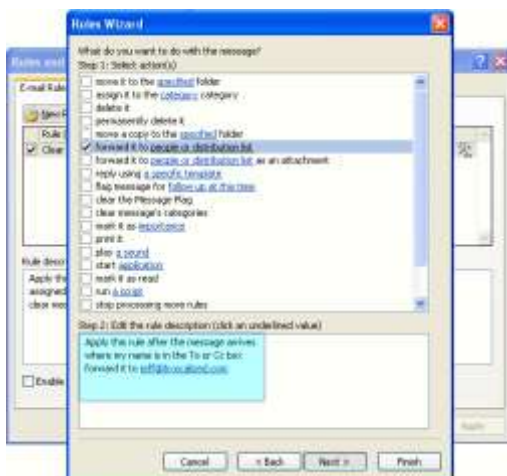 Rules Wizard
What do you want to do with the message?
Step 1: Select action(s)
move it to the specified folder
assign it to the category category
delete it
permanently delete it
move a copy to the specified folder
forward it to people or distribution list
forward it to people or distribution list as an attachment
reply using a specific template
flag message for follow up at this time
clear the Message Flag
clear message's categories
mark it as importance
print it
play a sound
start application
mark it as read
run a script
stop processing more rules
Step 2: Edit the rule description (click an underlined value)
Apply this rule after the message arrives
where my name is in the To or Cc box
forward it to
Cancel
< Back
Next >
Finish
Rules and
E-mail Rules
New R
Rule
Clear
Rule descr
Apply this
assigned
clear mes
Enable
Apply